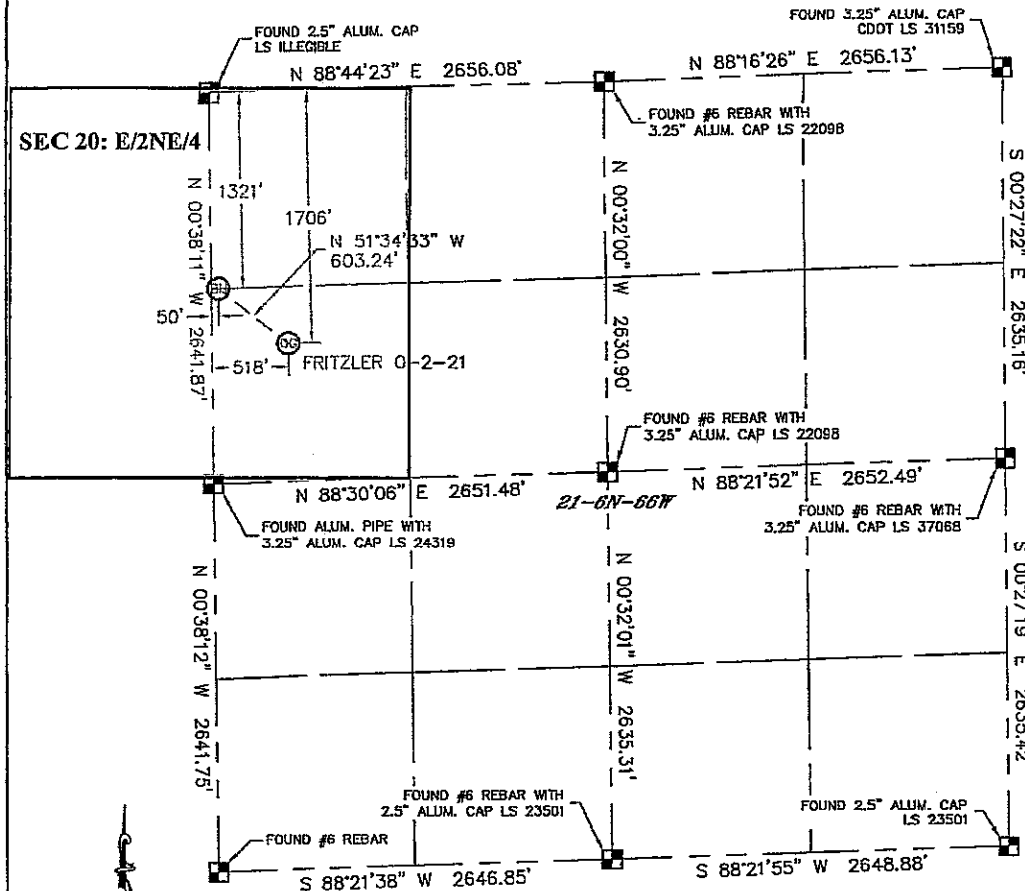 FOUND 2.5" ALUM. CAP
LS ILLEGIBLE
FOUND 3.25" ALUM. CAP
CDOT LS 31159
N 88°44'23" E 2656.08'
N 88°16'26" E 2656.13'
FOUND #6 REBAR WITH
3.25" ALUM. CAP LS 22098
SEC 20: E/2NE/4
N 00°38'11" W 2641.87'
1321'
1706'
N 51°34'33" W
603.24'
N 00°32'00" W 2630.90'
S 00°27'22" E 2635.16'
BH
50'
OG
518'
FRITZLER O-2-21
FOUND #6 REBAR WITH
3.25" ALUM. CAP LS 22098
N 88°30'06" E 2651.48'
N 88°21'52" E 2652.49'
21-6N-66W
FOUND ALUM. PIPE WITH
3.25" ALUM. CAP LS 24319
FOUND #6 REBAR WITH
3.25" ALUM. CAP LS 37068
N 00°38'12" W 2641.75'
N 00°32'01" W 2635.31'
S 00°27'19" E 2635.42'
FOUND #6 REBAR WITH
2.5" ALUM. CAP LS 23501
FOUND 2.5" ALUM. CAP
LS 23501
FOUND #6 REBAR
S 88°21'38" W 2646.85'
S 88°21'55" W 2648.88'